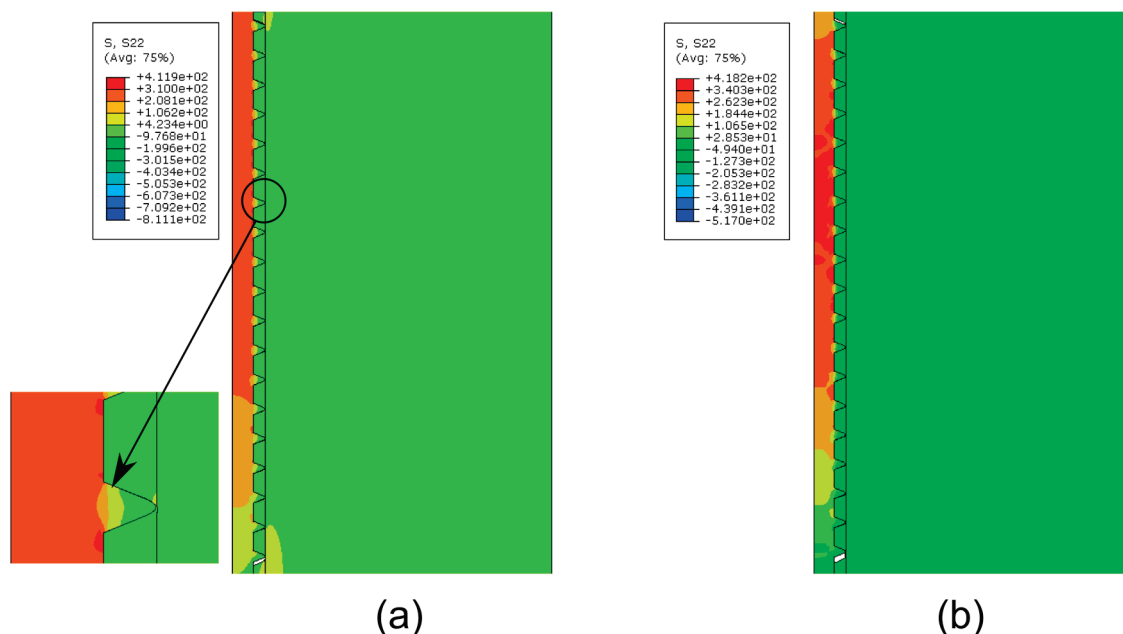 S, S22
(Avg: 75%)
+4.119e+02
+3.100e+02
+2.081e+02
+1.062e+02
+4.234e+00
-9.768e+01
-1.996e+02
-3.015e+02
-4.034e+02
-5.053e+02
-6.073e+02
-7.092e+02
-8.111e+02
(a)
S, S22
(Avg: 75%)
+4.182e+02
+3.403e+02
+2.623e+02
+1.844e+02
+1.065e+02
+2.853e+01
-4.940e+01
-1.273e+02
-2.053e+02
-2.832e+02
-3.611e+02
-4.391e+02
-5.170e+02
(b)